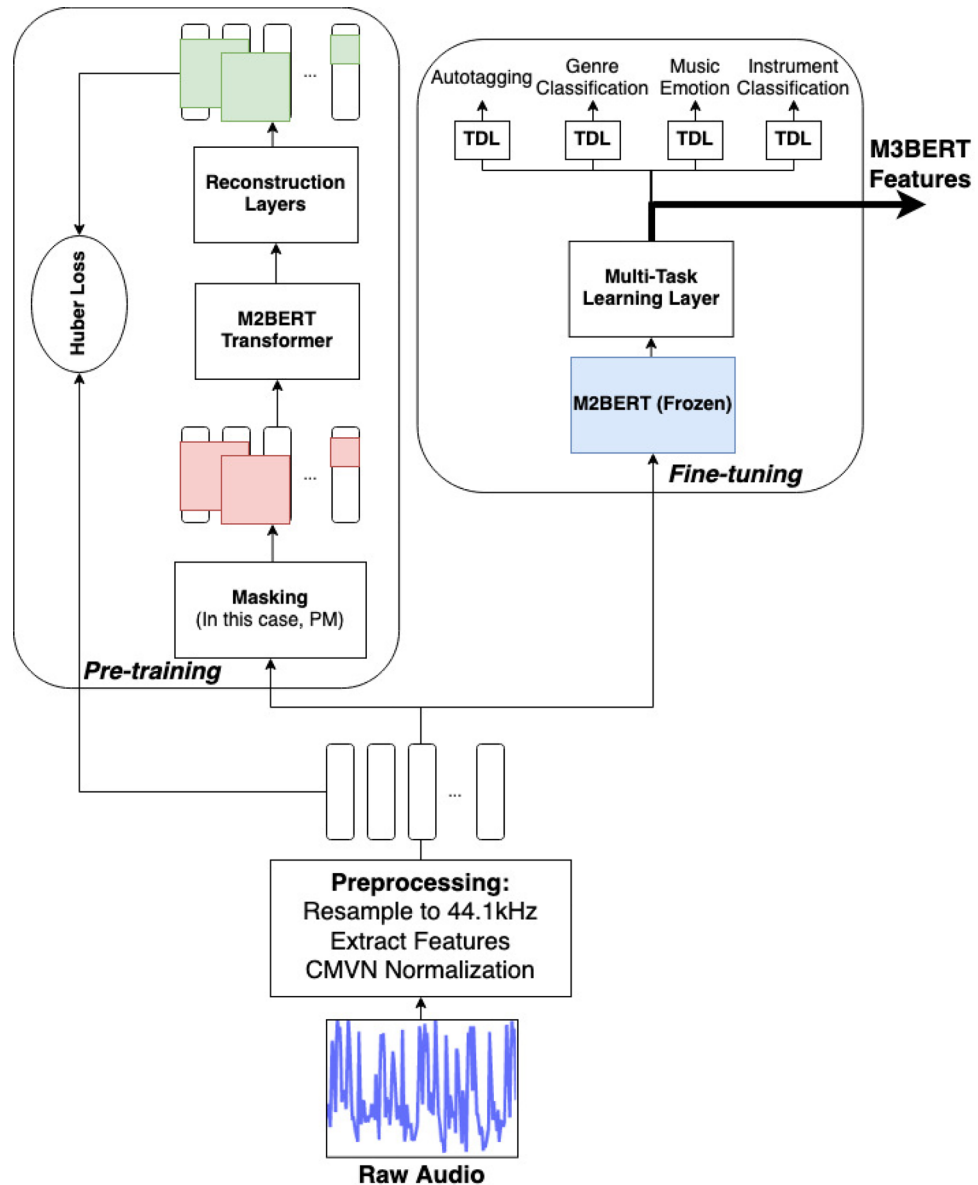 Autotagging
Genre
Classification
Music
Emotion
Instrument
Classification
TDL
TDL
TDL
TDL
M3BERT
Features
...
Reconstruction
Layers
Huber Loss
M2BERT
Transformer
Multi-Task
Learning Layer
M2BERT (Frozen)
...
Fine-tuning
Masking
(In this case, PM)
Pre-training
...
Preprocessing:
Resample to 44.1kHz
Extract Features
CMVN Normalization
Raw Audio